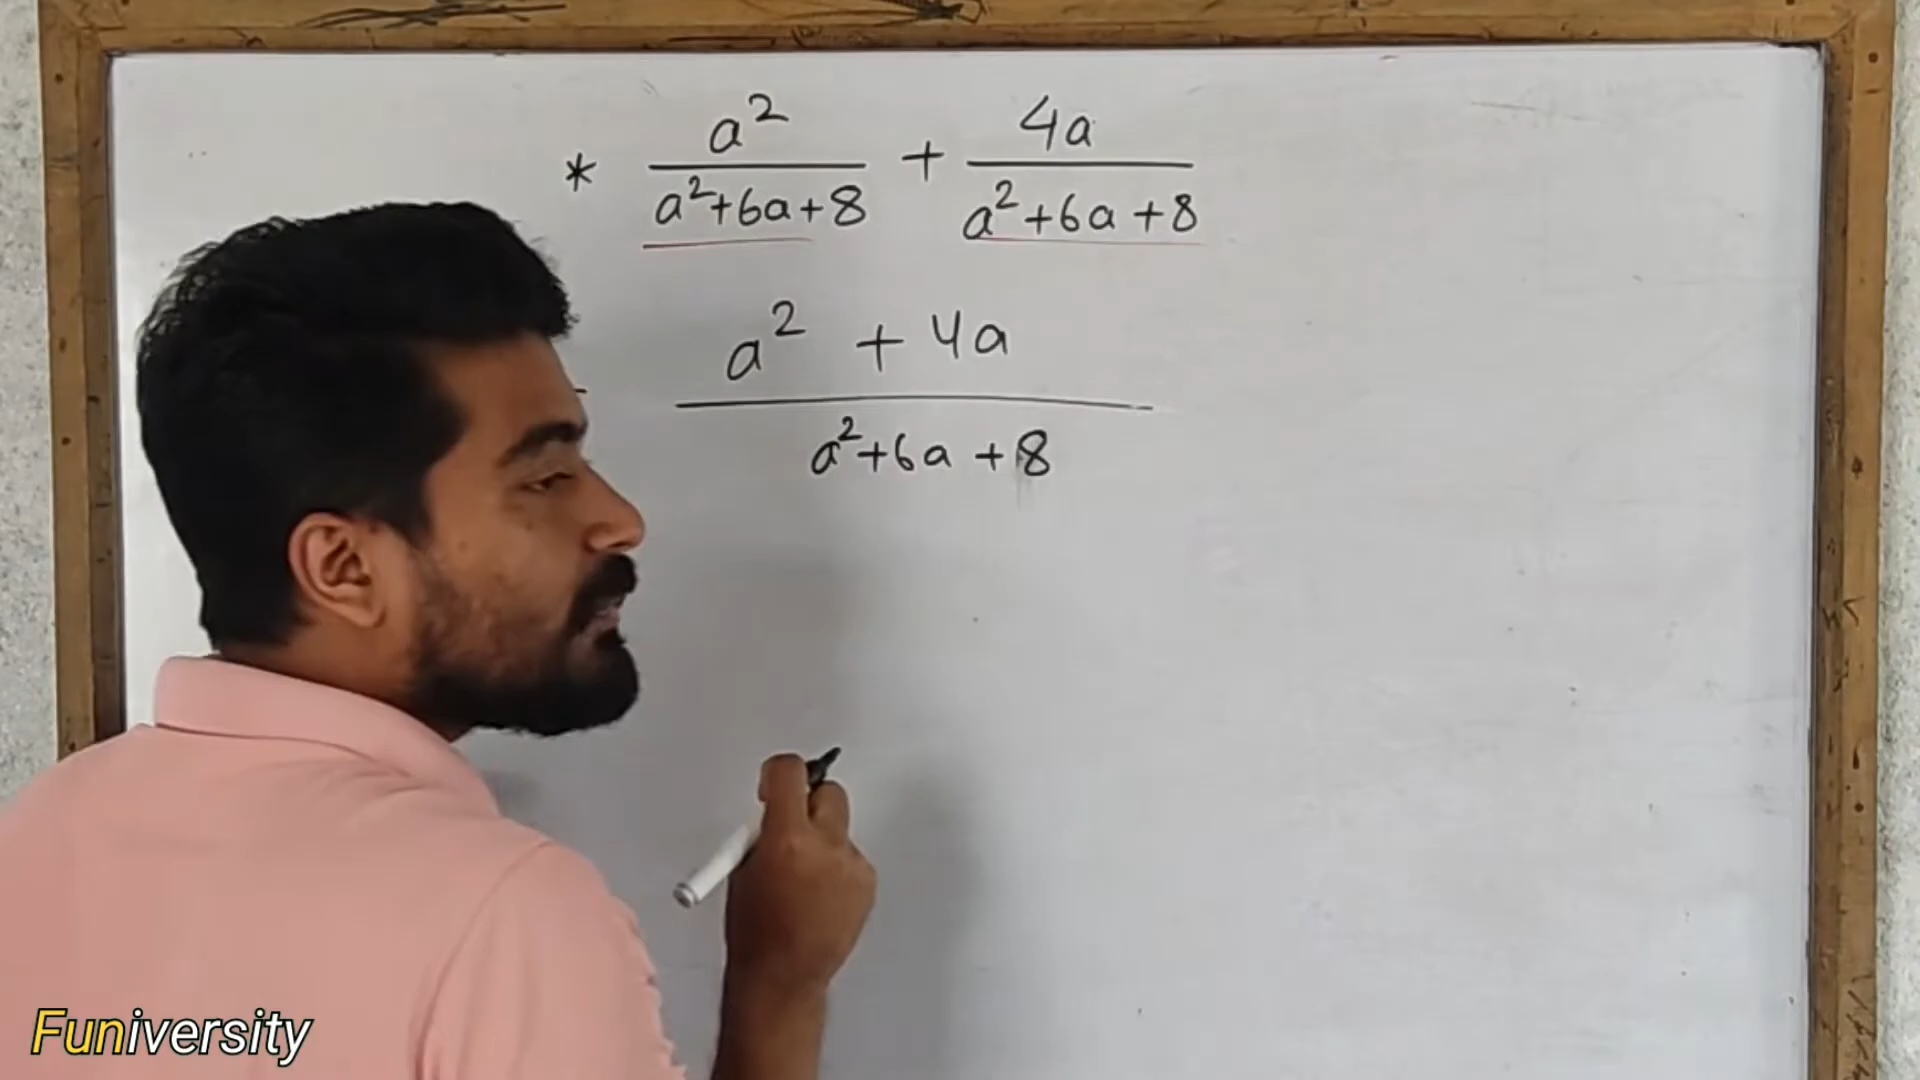 * a²/(a²+6a+8) + 4a/(a²+6a+8)
(a² + 4a)/(a²+6a+8)
Funiversity